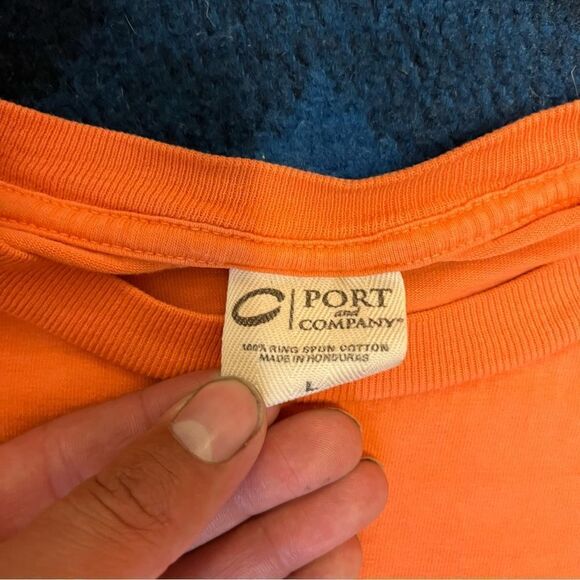 PORT
and
COMPANY®
100% RING SPUN COTTON
MADE IN HONDURAS
L